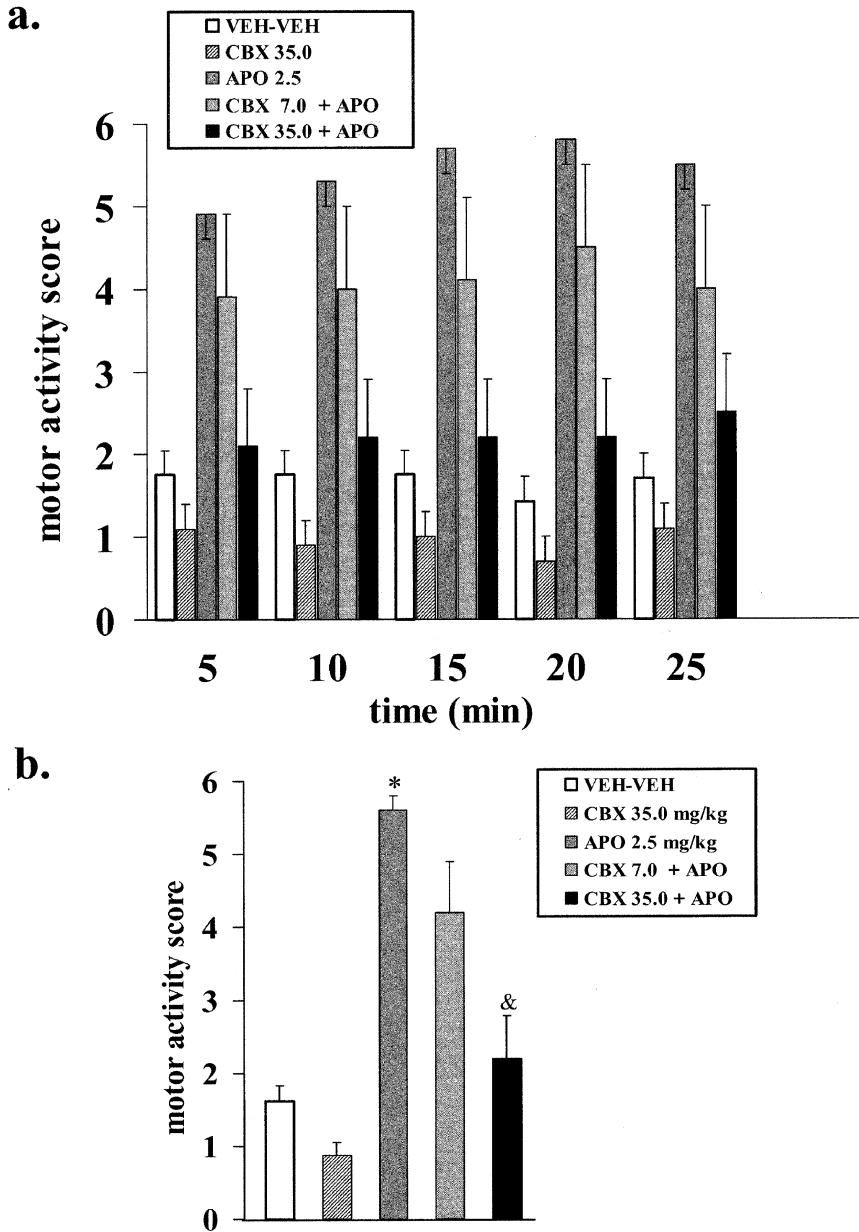 a.
VEH-VEH
CBX 35.0
APO 2.5
CBX 7.0 + APO
CBX 35.0 + APO
6
5
4
3
2
1
0
motor activity score
5 10 15 20 25
time (min)
b.
6
5
4
3
2
1
0
motor activity score
*
&
VEH-VEH
CBX 35.0 mg/kg
APO 2.5 mg/kg
CBX 7.0 + APO
CBX 35.0 + APO